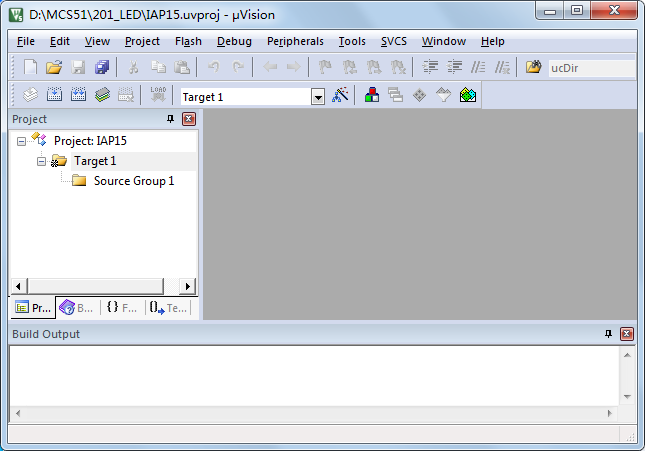 D:\MCS51\201_LED\IAP15.uvproj - µVision
File Edit View Project Flash Debug Peripherals Tools SVCS Window Help
ucDir
LOAD
Target 1
Project
Project: IAP15
Target 1
Source Group 1
Pr... B... {} F... {} Te...
Build Output